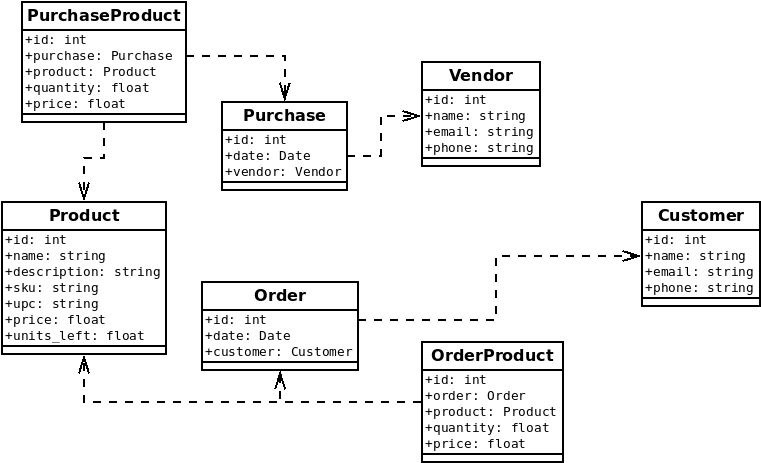 PurchaseProduct
+id: int
+purchase: Purchase
+product: Product
+quantity: float
+price: float
Purchase
+id: int
+date: Date
+vendor: Vendor
Vendor
+id: int
+name: string
+email: string
+phone: string
Product
+id: int
+name: string
+description: string
+sku: string
+upc: string
+price: float
+units_left: float
Order
+id: int
+date: Date
+customer: Customer
Customer
+id: int
+name: string
+email: string
+phone: string
OrderProduct
+id: int
+order: Order
+product: Product
+quantity: float
+price: float